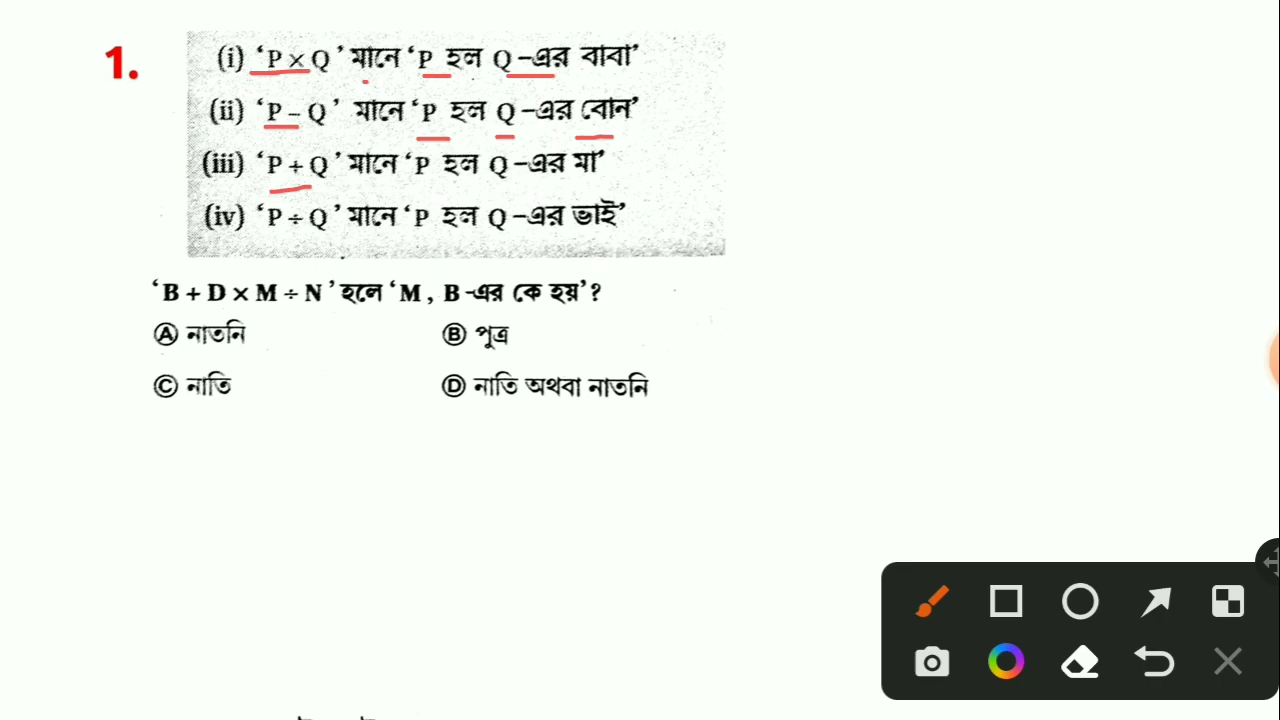 1.
(i) ‘P × Q’ মানে ‘P হল Q-এর বাবা’
(ii) ‘P – Q’ মানে ‘P হল Q-এর বোন’
(iii) ‘P + Q’ মানে ‘P হল Q-এর মা’
(iv) ‘P ÷ Q’ মানে ‘P হল Q-এর ভাই’
‘B + D × M ÷ N’ হলে ‘M, B-এর কে হয়’?
Ⓐ নাতনি Ⓑ পুত্র
Ⓒ নাতি Ⓓ নাতি অথবা নাতনি